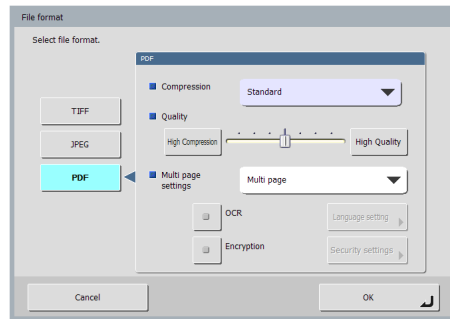 File format
Select file format.
PDF
Compression
Standard
Quality
High Compression
High Quality
TIFF
JPEG
PDF
Multi page
settings
Multi page
OCR
Language setting
Encryption
Security settings
Cancel
OK